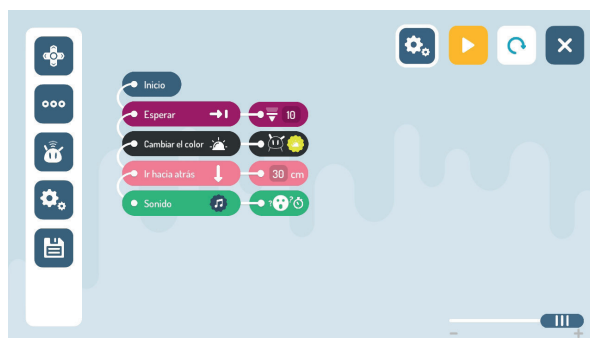 Inicio
Esperar 10
Cambiar el color
Ir hacia atrás 30 cm
Sonido